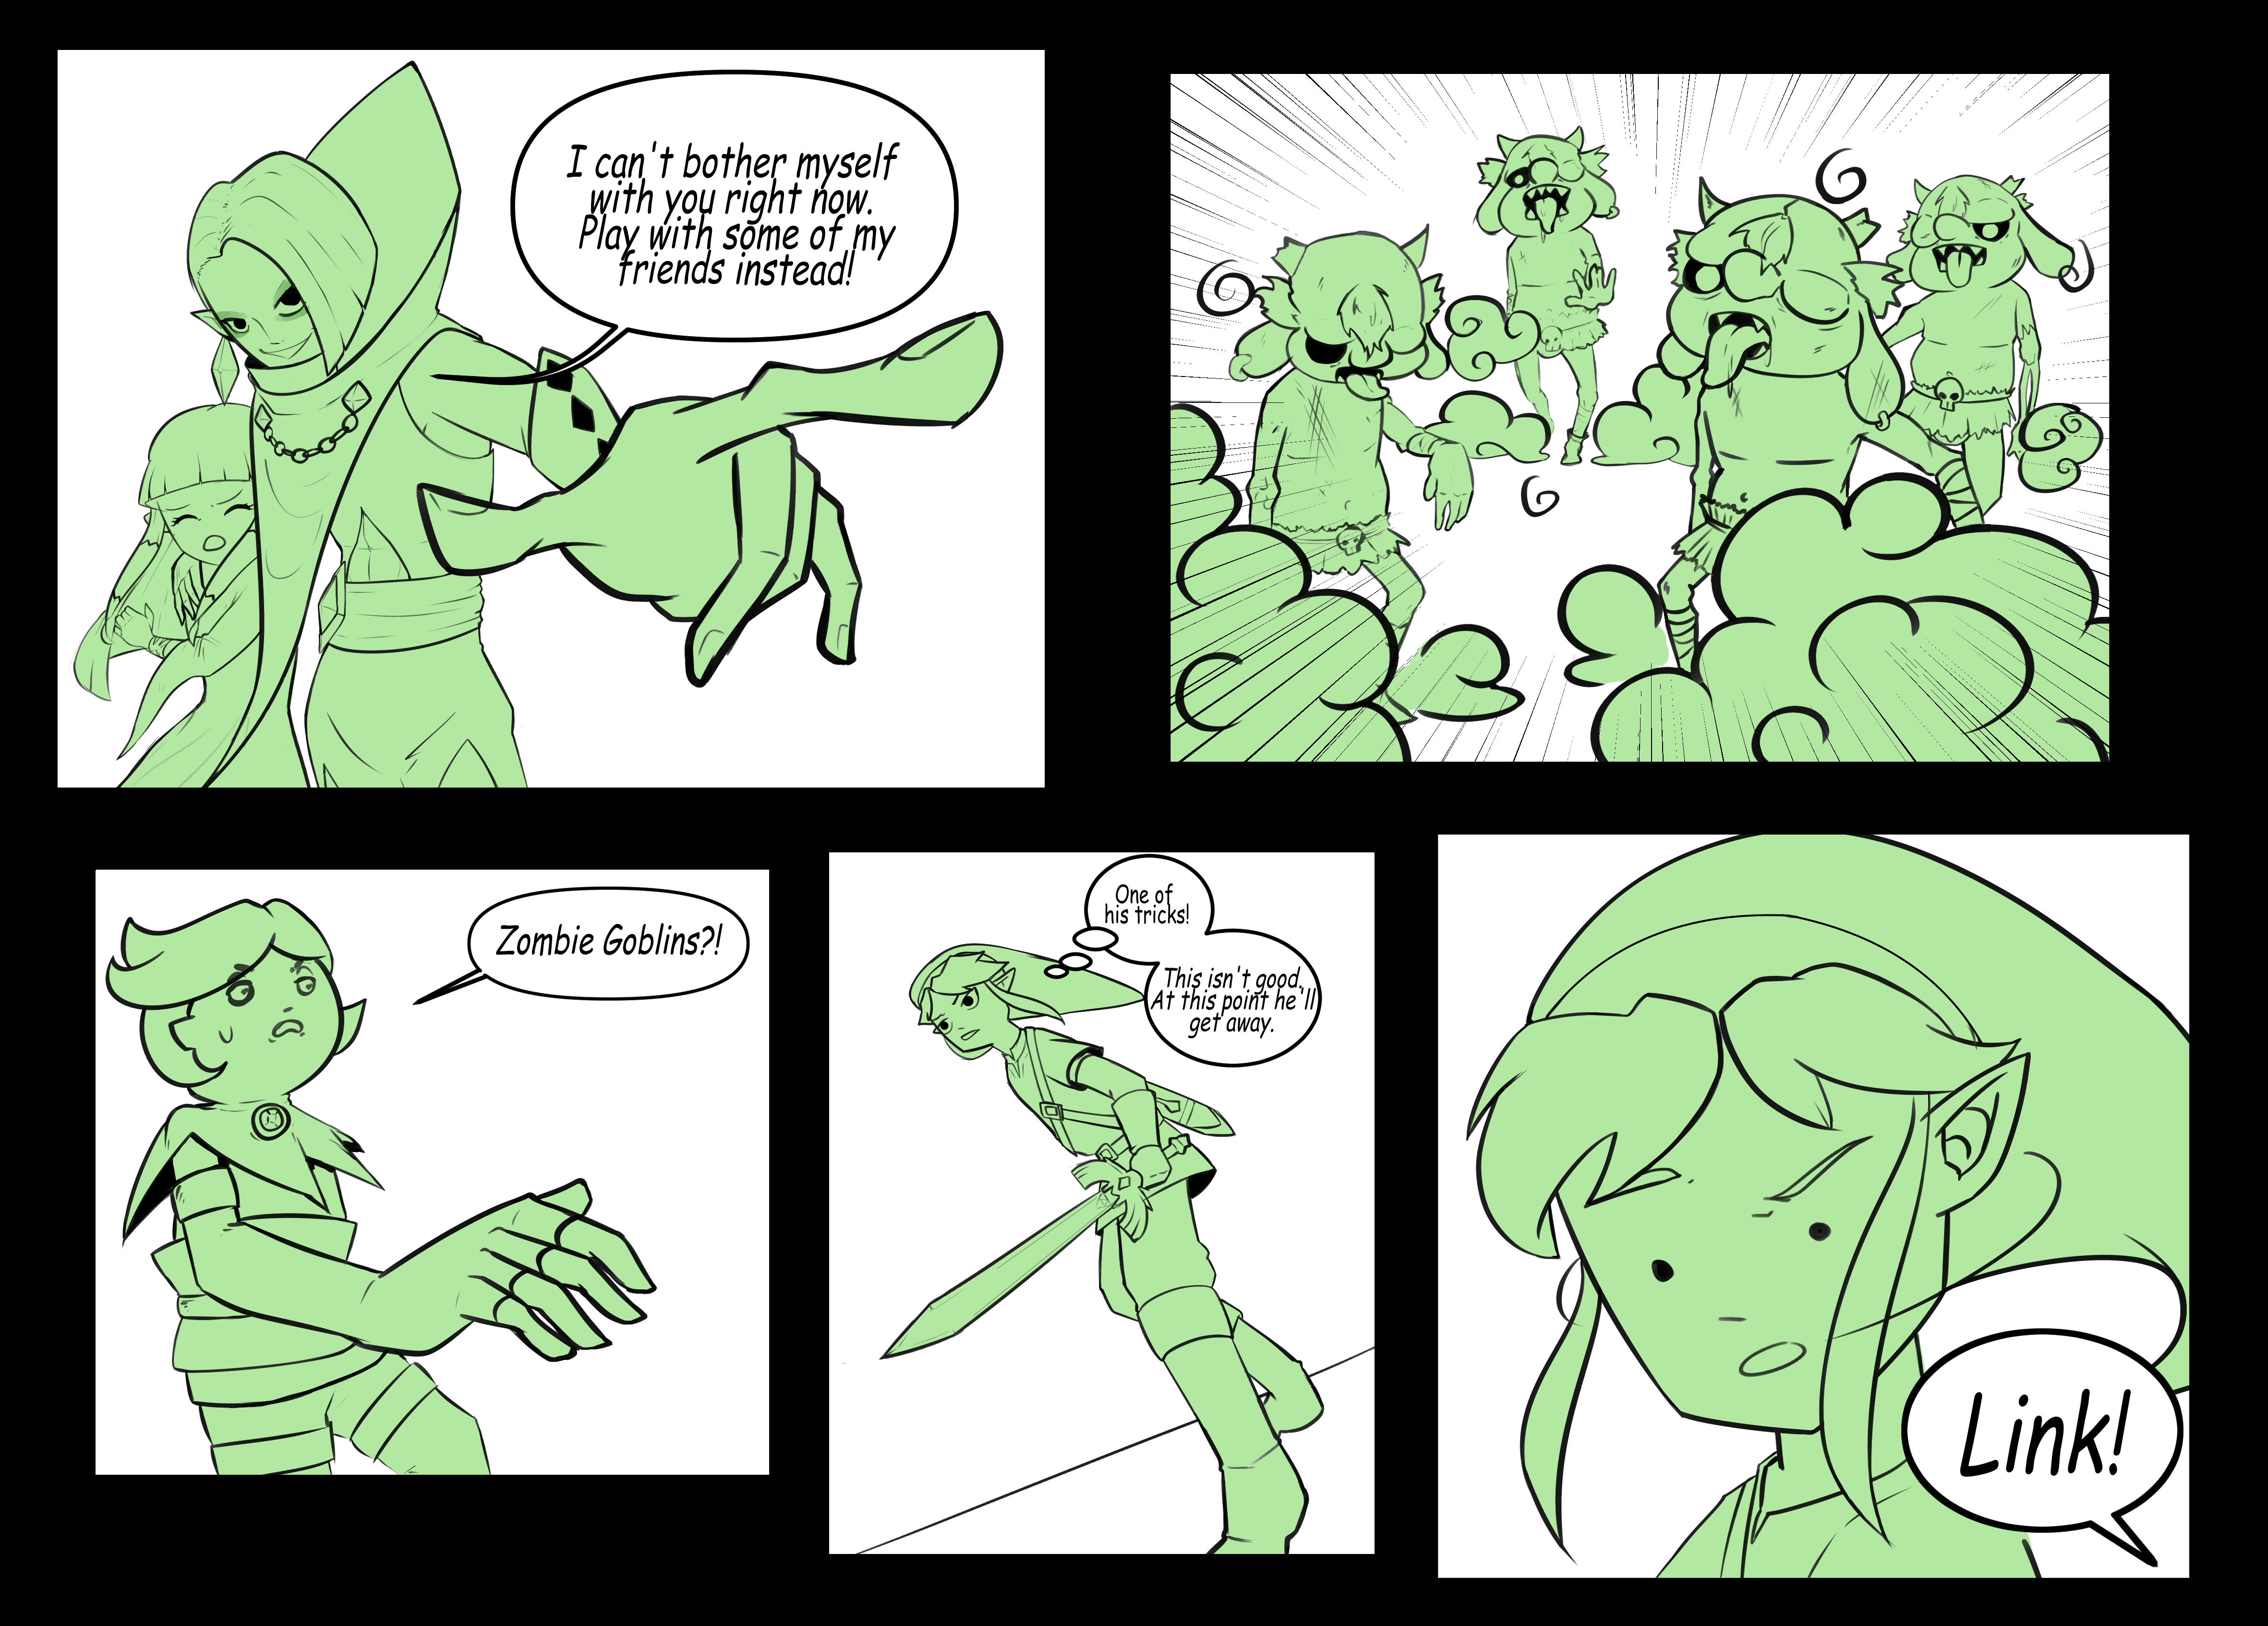 I can't bother myself
with you right now.
Play with some of my
friends instead!
Zombie Goblins?!
One of
his tricks!
This isn't good.
At this point he'll
get away.
Link!